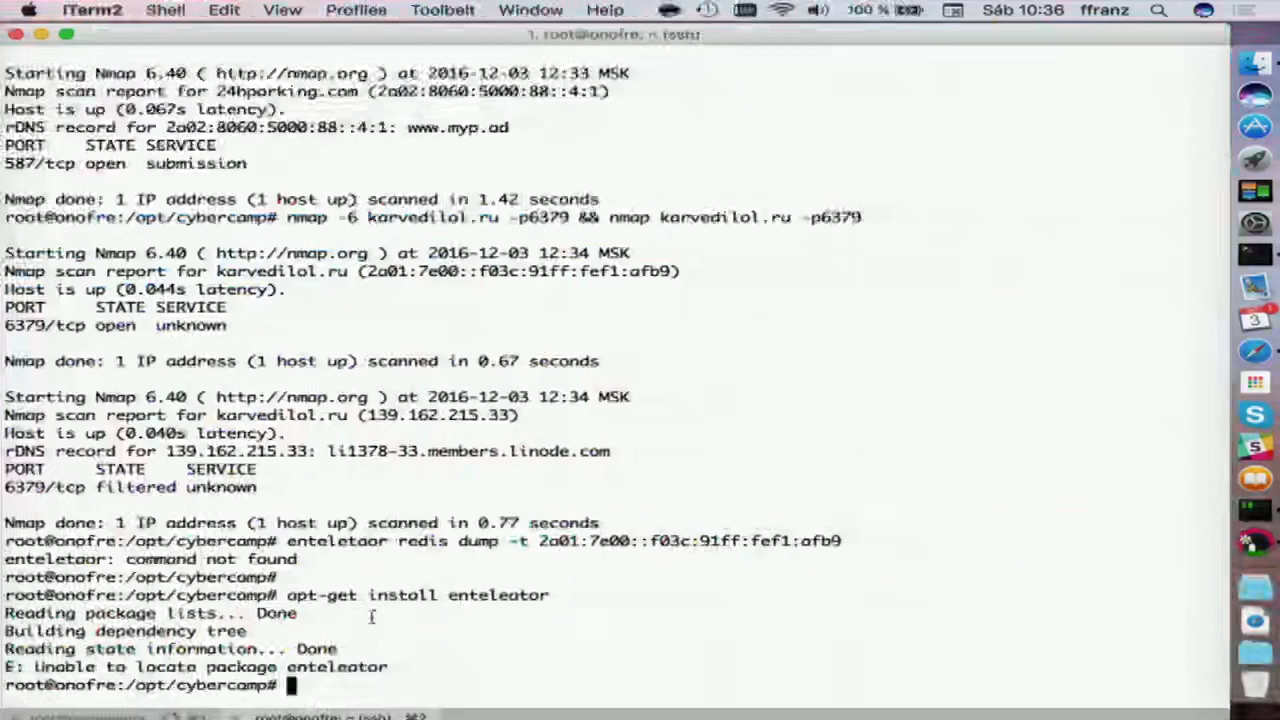 iTerm2 Shell Edit View Profiles Toolbelt Window Help 100 % Sáb 10:36 ffranz
1. root@onofre: ~ (ssh)
Starting Nmap 6.40 ( http://nmap.org ) at 2016-12-03 12:33 MSK
Nmap scan report for 24hparking.com (2a02:8060:5000:88::4:1)
Host is up (0.067s latency).
rDNS record for 2a02:8060:5000:88::4:1: www.myp.ad
PORT STATE SERVICE
587/tcp open submission
Nmap done: 1 IP address (1 host up) scanned in 1.42 seconds
root@onofre:/opt/cybercamp# nmap -6 karvedilol.ru -p6379 && nmap karvedilol.ru -p6379
Starting Nmap 6.40 ( http://nmap.org ) at 2016-12-03 12:34 MSK
Nmap scan report for karvedilol.ru (2a01:7e00::f03c:91ff:fef1:afb9)
Host is up (0.044s latency).
PORT STATE SERVICE
6379/tcp open unknown
Nmap done: 1 IP address (1 host up) scanned in 0.67 seconds
Starting Nmap 6.40 ( http://nmap.org ) at 2016-12-03 12:34 MSK
Nmap scan report for karvedilol.ru (139.162.215.33)
Host is up (0.040s latency).
rDNS record for 139.162.215.33: li1378-33.members.linode.com
PORT STATE SERVICE
6379/tcp filtered unknown
Nmap done: 1 IP address (1 host up) scanned in 0.77 seconds
root@onofre:/opt/cybercamp# enteletaor redis dump -t 2a01:7e00::f03c:91ff:fef1:afb9
enteletaor: command not found
root@onofre:/opt/cybercamp#
root@onofre:/opt/cybercamp# apt-get install enteleator
Reading package lists... Done
Building dependency tree
Reading state information... Done
E: Unable to locate package enteleator
root@onofre:/opt/cybercamp#
root@onofre: ~ (ssh) ⌘2